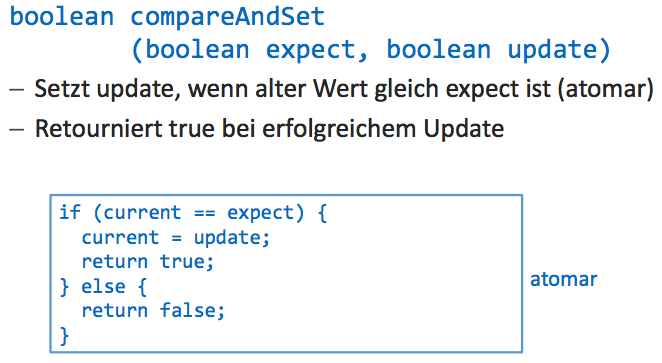 boolean compareAndSet
(boolean expect, boolean update)
– Setzt update, wenn alter Wert gleich expect ist (atomar)
– Retourniert true bei erfolgreichem Update
if (current == expect) {
current = update;
return true;
} else {
return false;
}
atomar